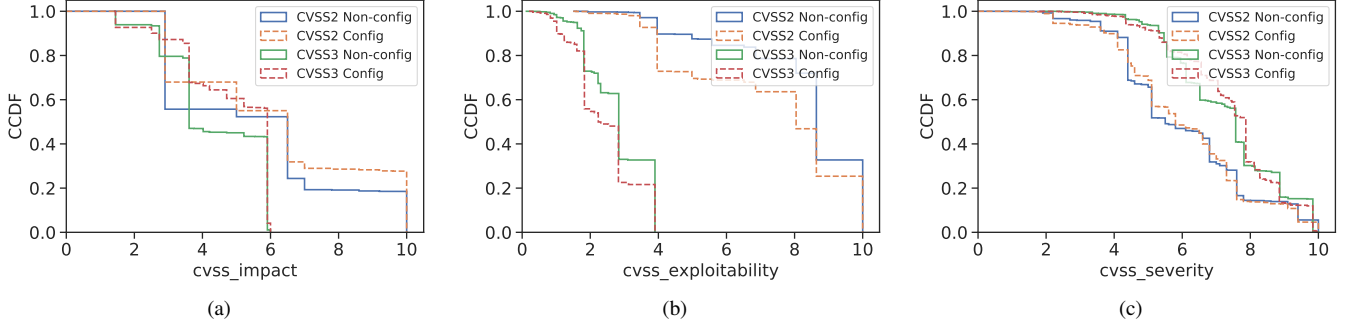 1.0
0.8
0.6
0.4
0.2
0.0
CCDF
0 2 4 6 8 10
cvss_impact
CVSS2 Non-config
CVSS2 Config
CVSS3 Non-config
CVSS3 Config
(a)
1.0
0.8
0.6
0.4
0.2
0.0
CCDF
2 4 6 8 10
cvss_exploitability
CVSS2 Non-config
CVSS2 Config
CVSS3 Non-config
CVSS3 Config
(b)
1.0
0.8
0.6
0.4
0.2
0.0
CCDF
0 2 4 6 8 10
cvss_severity
CVSS2 Non-config
CVSS2 Config
CVSS3 Non-config
CVSS3 Config
(c)